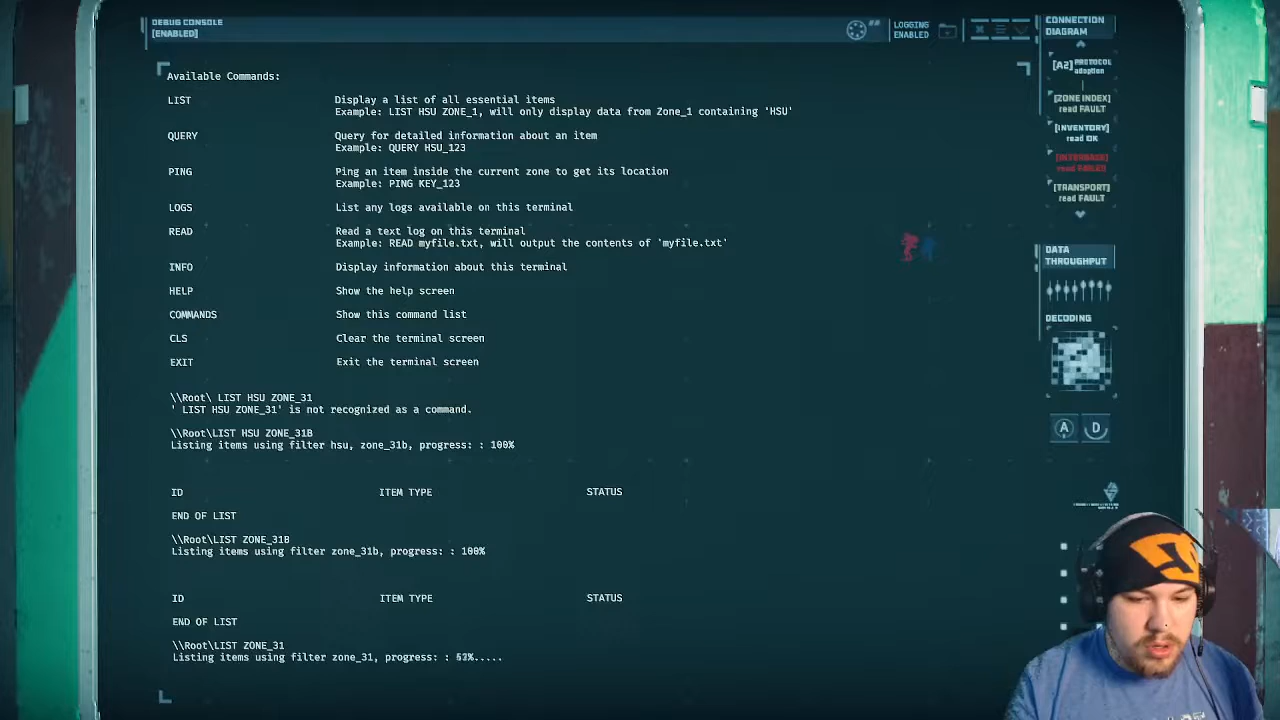 DEBUG CONSOLE
[ENABLED]
LOGGING
ENABLED
CONNECTION
DIAGRAM
Available Commands:
LIST Display a list of all essential items
Example: LIST HSU ZONE_1, will only display data from Zone_1 containing 'HSU'
QUERY Query for detailed information about an item
Example: QUERY HSU_123
PING Ping an item inside the current zone to get its location
Example: PING KEY_123
LOGS List any logs available on this terminal
READ Read a text log on this terminal
Example: READ myfile.txt, will output the contents of 'myfile.txt'
INFO Display information about this terminal
HELP Show the help screen
COMMANDS Show this command list
CLS Clear the terminal screen
EXIT Exit the terminal screen
\\Root\ LIST HSU ZONE_31
' LIST HSU ZONE_31' is not recognized as a command.
\\Root\LIST HSU ZONE_31B
Listing items using filter hsu, zone_31b, progress: : 100%
ID ITEM TYPE STATUS
END OF LIST
\\Root\LIST ZONE_31B
Listing items using filter zone_31b, progress: : 100%
ID ITEM TYPE STATUS
END OF LIST
\\Root\LIST ZONE_31
Listing items using filter zone_31, progress: : 53%.....
[A2] PROTOCOL
adoption
[ZONE INDEX]
read FAULT
[INVENTORY]
read OK
read FAILED
[TRANSPORT]
read FAULT
DATA
THROUGHPUT
DECODING
A D